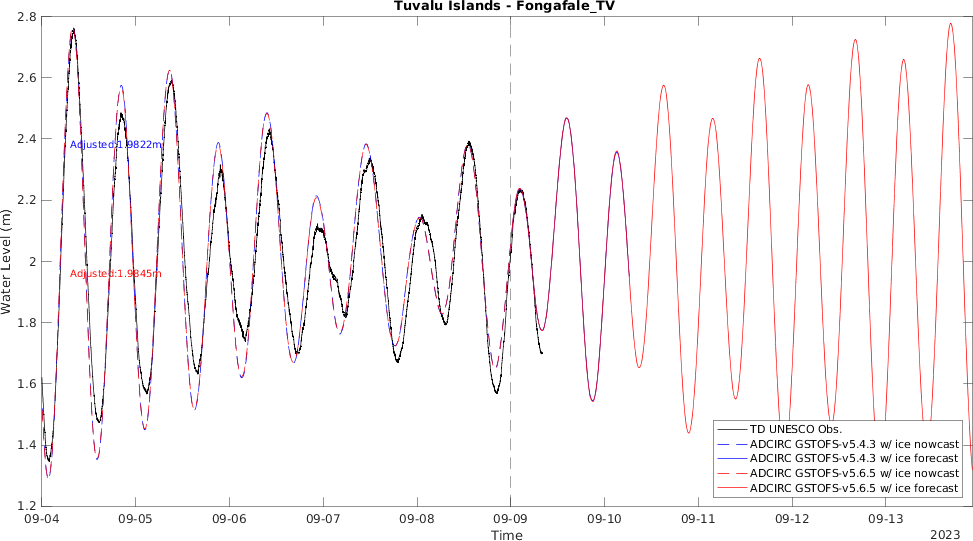 Tuvalu Islands - Fongafale_TV
2.8
2.6
2.4
2.2
2
1.8
1.6
1.4
1.2
Water Level (m)
Adjusted:1.9822m
Adjusted:1.9845m
TD UNESCO Obs.
ADCIRC GSTOFS-v5.4.3 w/ ice nowcast
ADCIRC GSTOFS-v5.4.3 w/ ice forecast
ADCIRC GSTOFS-v5.6.5 w/ ice nowcast
ADCIRC GSTOFS-v5.6.5 w/ ice forecast
09-04 09-05 09-06 09-07 09-08 09-09 09-10 09-11 09-12 09-13
Time
2023